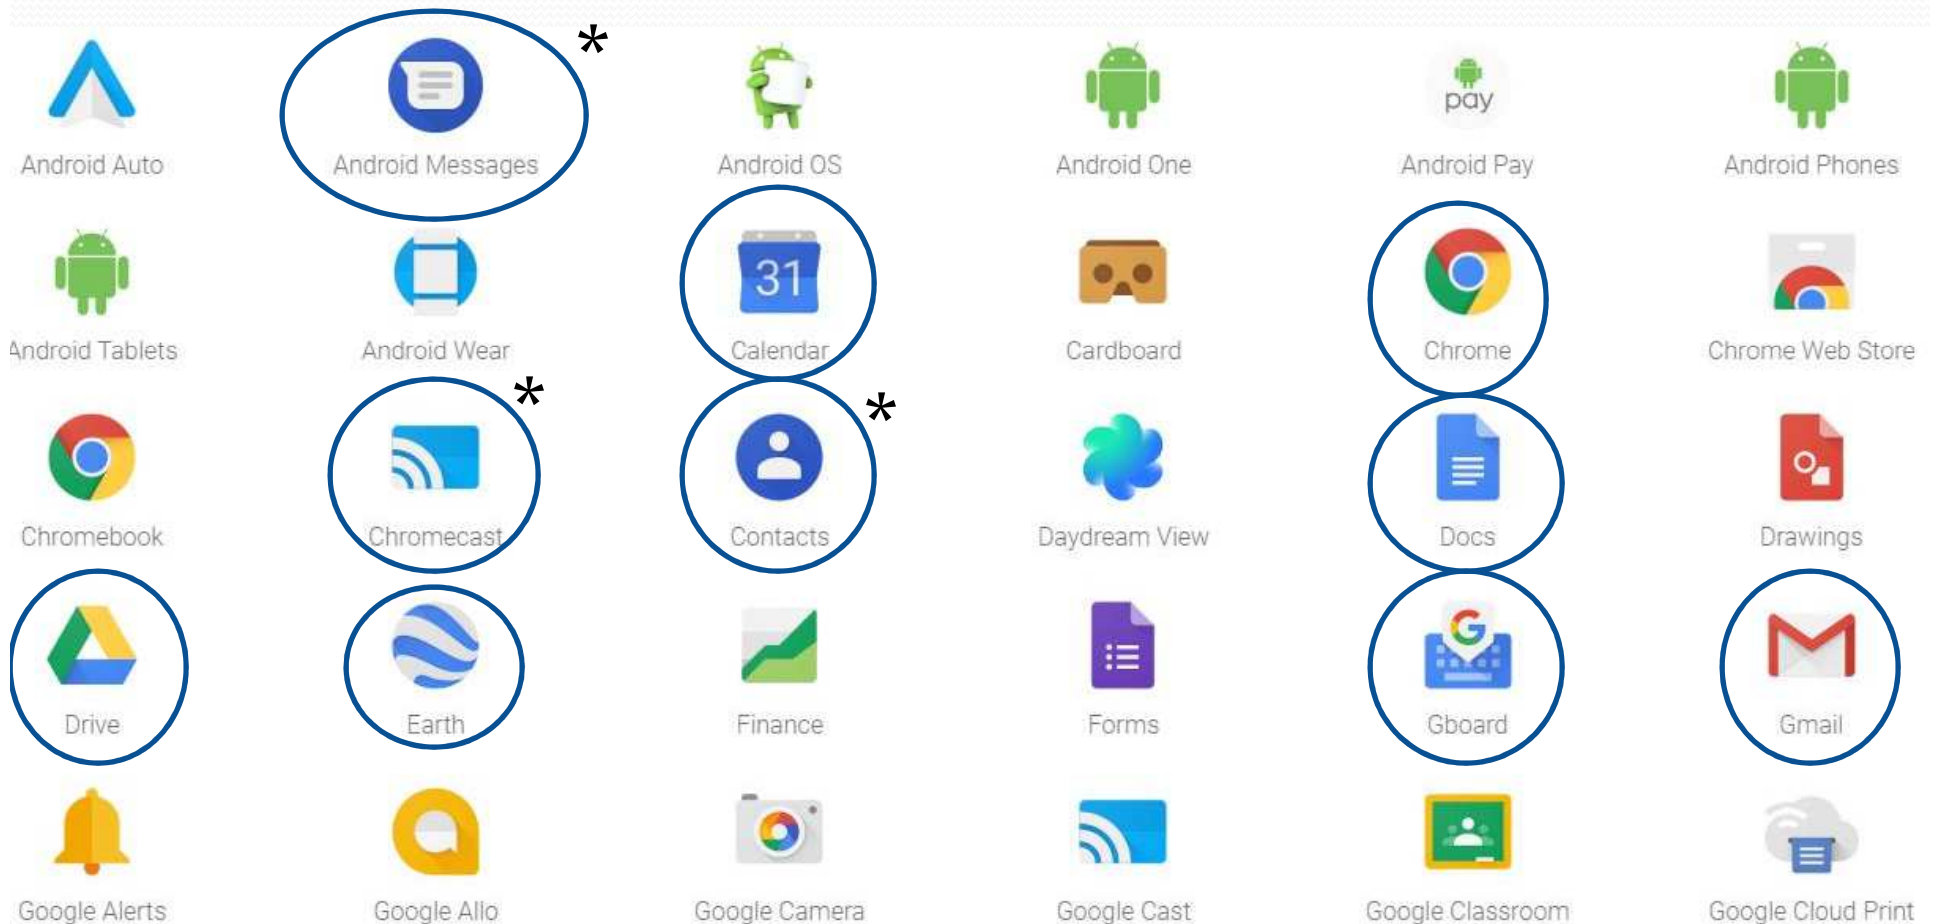 *
pay
Android Auto Android Messages Android OS Android One Android Pay Android Phones
31
Android Tablets Android Wear Calendar Cardboard Chrome Chrome Web Store
* *
Chromebook Chromecast Contacts Daydream View Docs Drawings
G
Drive Earth Finance Forms Gboard Gmail
Google Alerts Google Allo Google Camera Google Cast Google Classroom Google Cloud Print